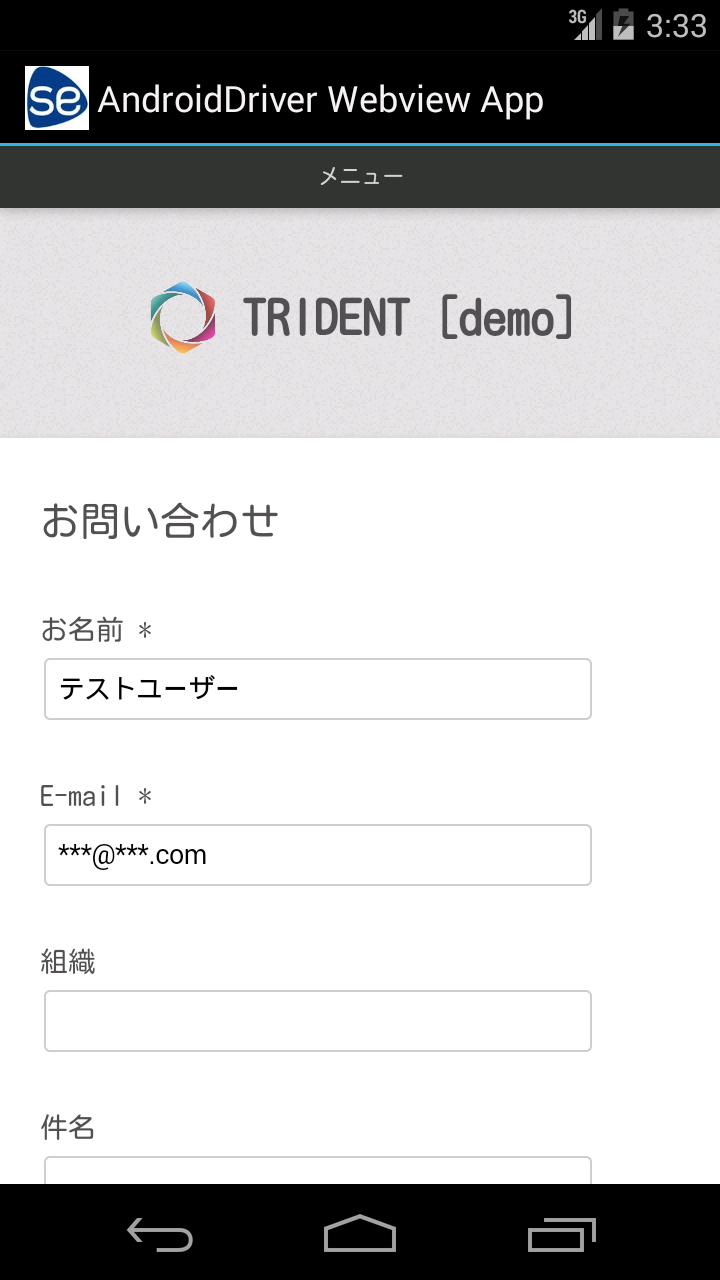 3G 3:33
se AndroidDriver Webview App
メニュー
TRIDENT [demo]
お問い合わせ
お名前 *
テストユーザー
E-mail *
***@***.com
組織
件名